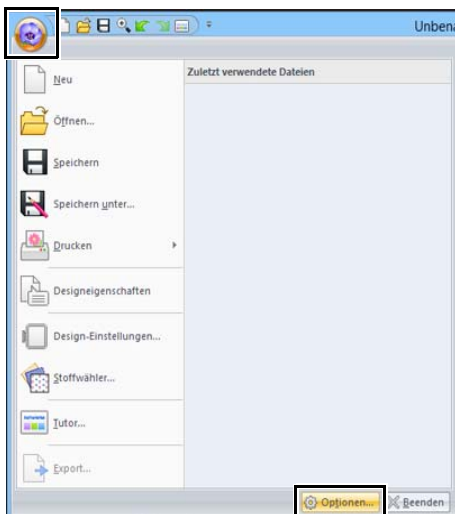 Unbena
Zuletzt verwendete Dateien
Neu
Öffnen...
Speichern
Speichern unter...
Drucken
Designeigenschaften
Design-Einstellungen...
Stoffwähler...
Tutor...
Export...
Optionen...
Beenden